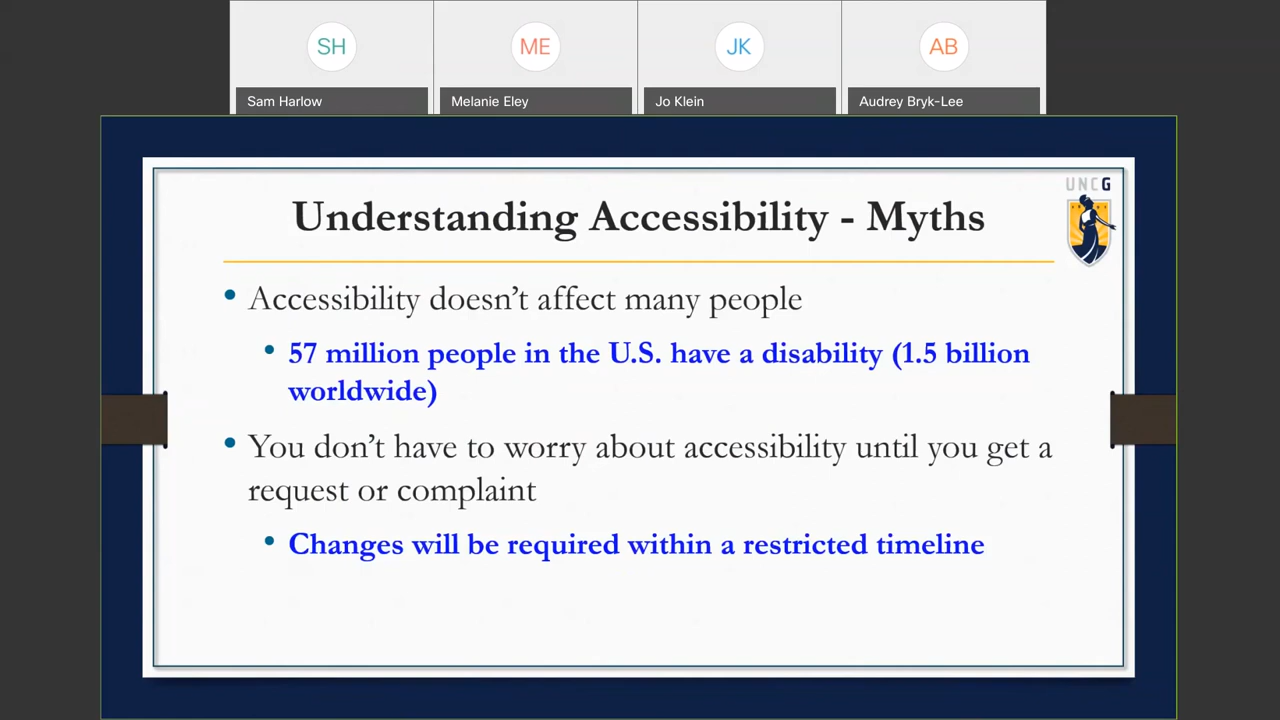 SH
ME
JK
AB
Sam Harlow
Melanie Eley
Jo Klein
Audrey Bryk-Lee
UNCG
Understanding Accessibility - Myths
• Accessibility doesn’t affect many people
• 57 million people in the U.S. have a disability (1.5 billion
worldwide)
• You don’t have to worry about accessibility until you get a
request or complaint
• Changes will be required within a restricted timeline